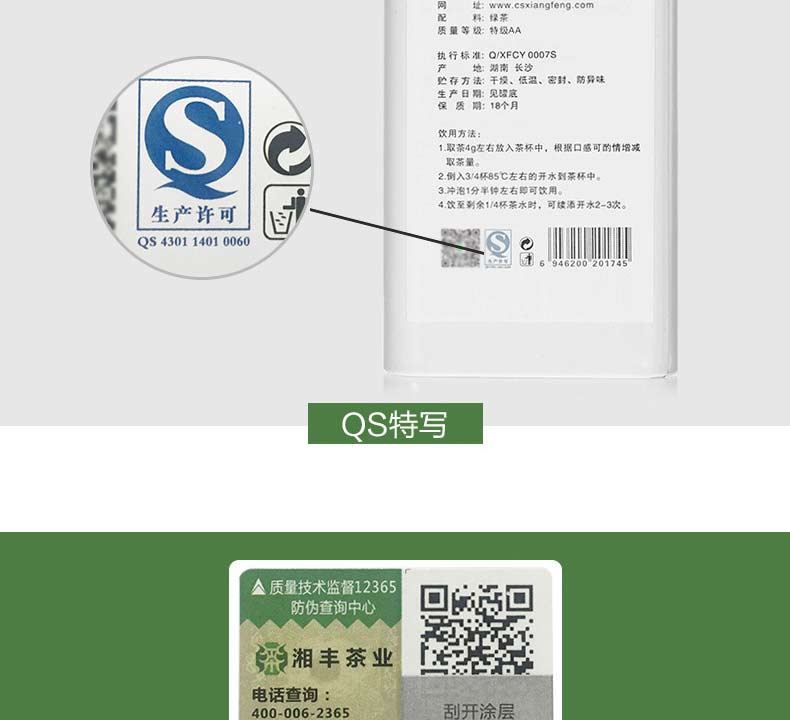 网 址: www.csxiangfeng.com
配 料: 绿茶
质量等级: 特级AA
执行标准: Q/XFCY 0007S
产 地: 湖南 长沙
贮存方法: 干燥、低温、密封、防异味
生产日期: 见罐底
保 质 期: 18个月
饮用方法:
1.取茶4g左右放入茶杯中，根据口感可酌情增减
取茶量。
2.倒入3/4杯85℃左右的开水到茶杯中。
3.冲泡1分半钟左右即可饮用。
4.饮至剩余1/4杯茶水时，可续添开水2-3次。
生产许可
6 946200 201745
S
生产许可
QS 4301 1401 0060
QS特写
质量技术监督12365
防伪查询中心
湘丰茶业
电话查询：
400-006-2365
刮开涂层